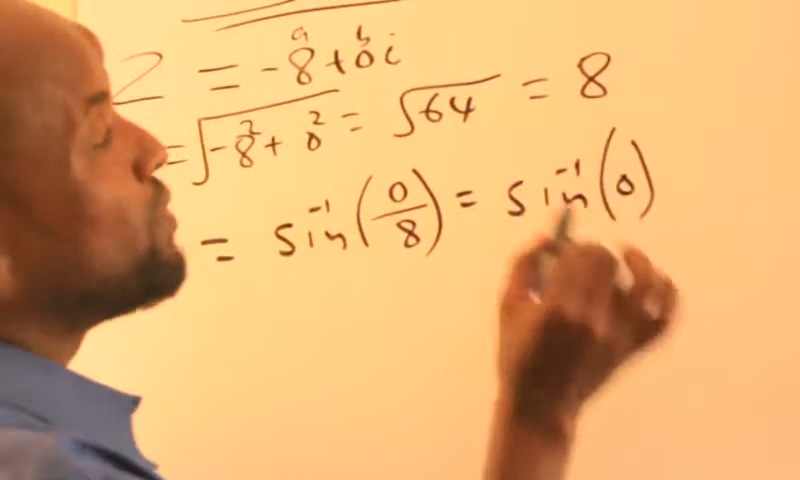 a b
Z = -8 + 0i
= √-8² + 0² = √64 = 8
= sin⁻¹(0/8) = sin⁻¹(0)